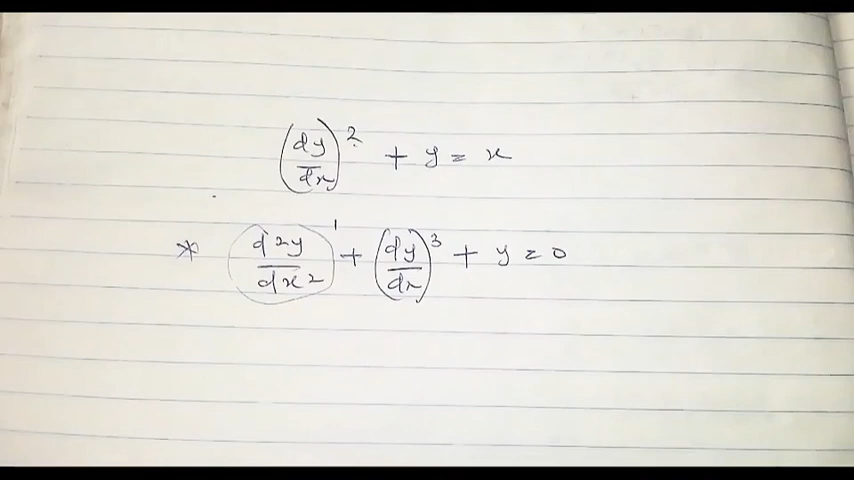 (dy/dx)² + y = x
* (d2y/dx2)¹ + (dy/dx)³ + y = 0